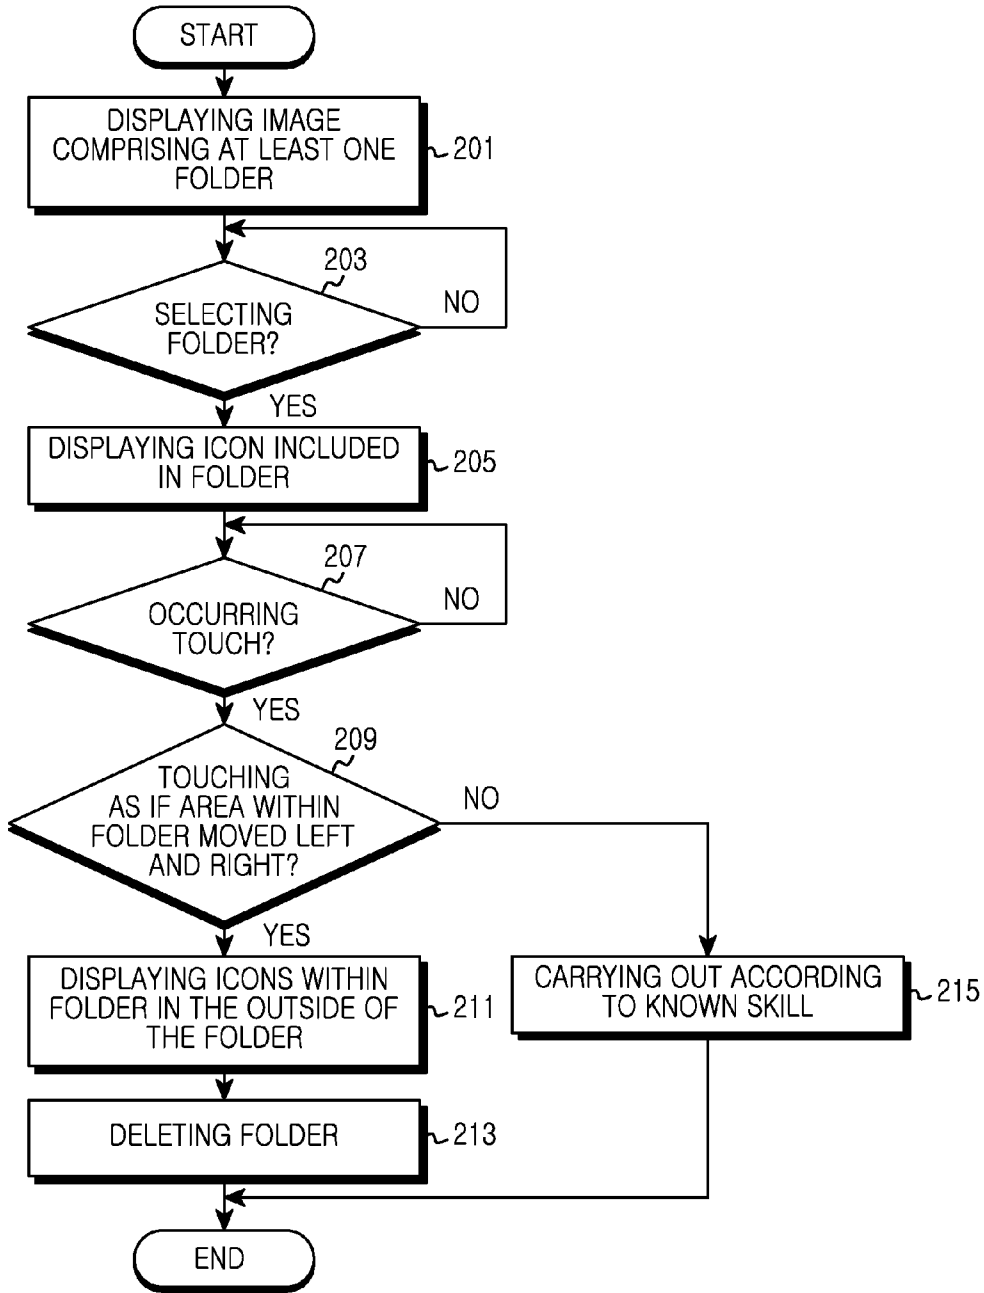 START
DISPLAYING IMAGE
COMPRISING AT LEAST ONE
FOLDER
201
203
SELECTING
FOLDER?
NO
YES
DISPLAYING ICON INCLUDED
IN FOLDER
205
207
OCCURRING
TOUCH?
NO
YES
209
TOUCHING
AS IF AREA WITHIN
FOLDER MOVED LEFT
AND RIGHT?
NO
YES
DISPLAYING ICONS WITHIN
FOLDER IN THE OUTSIDE OF
THE FOLDER
211
CARRYING OUT ACCORDING
TO KNOWN SKILL
215
DELETING FOLDER
213
END